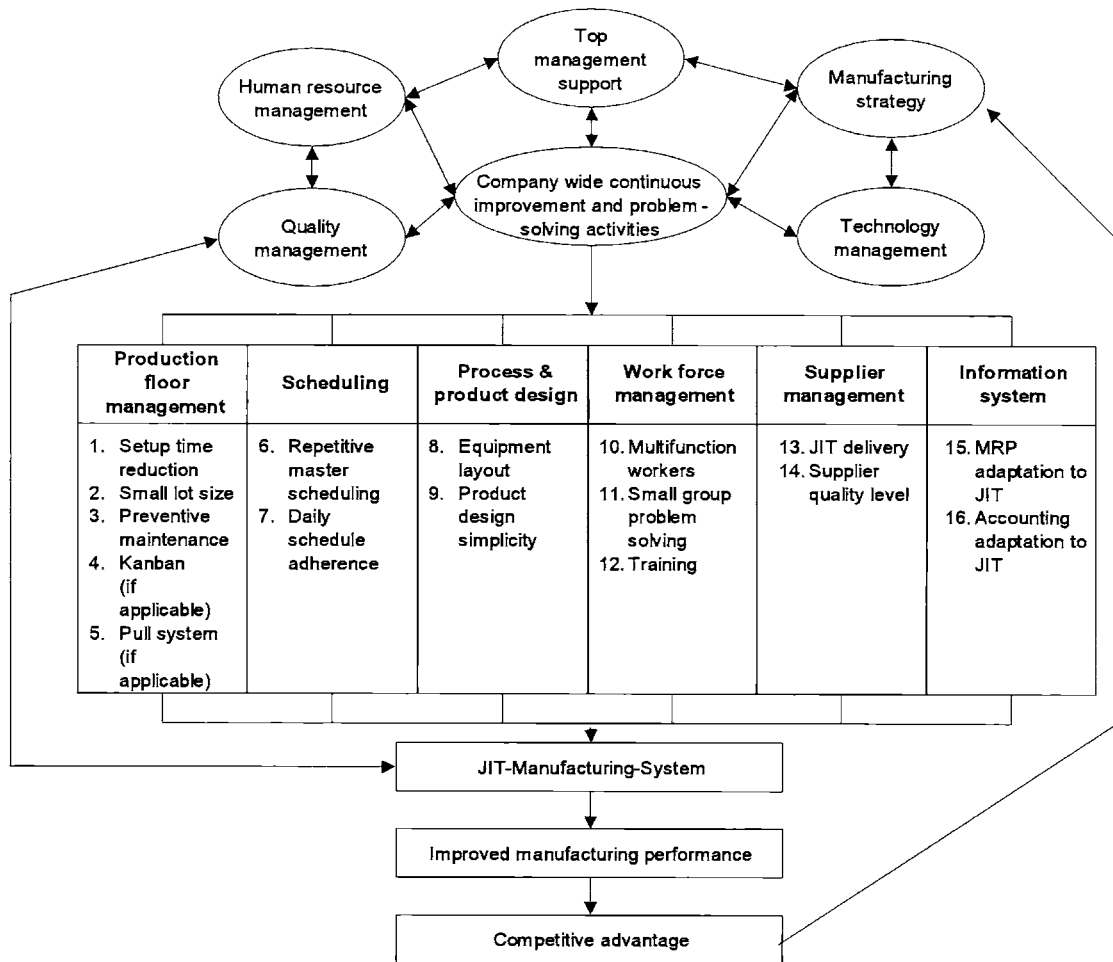 Top
management
support
Human resource
management
Manufacturing
strategy
Company wide continuous
improvement and problem -
solving activities
Quality
management
Technology
management
Production
floor
management
1. Setup time
reduction
2. Small lot size
3. Preventive
maintenance
4. Kanban
(if
applicable)
5. Pull system
(if
applicable)
Scheduling
6. Repetitive
master
scheduling
7. Daily
schedule
adherence
Process &
product design
8. Equipment
layout
9. Product
design
simplicity
Work force
management
10. Multifunction
workers
11. Small group
problem
solving
12. Training
Supplier
management
13. JIT delivery
14. Supplier
quality level
Information
system
15. MRP
adaptation to
JIT
16. Accounting
adaptation to
JIT
JIT-Manufacturing-System
Improved manufacturing performance
Competitive advantage